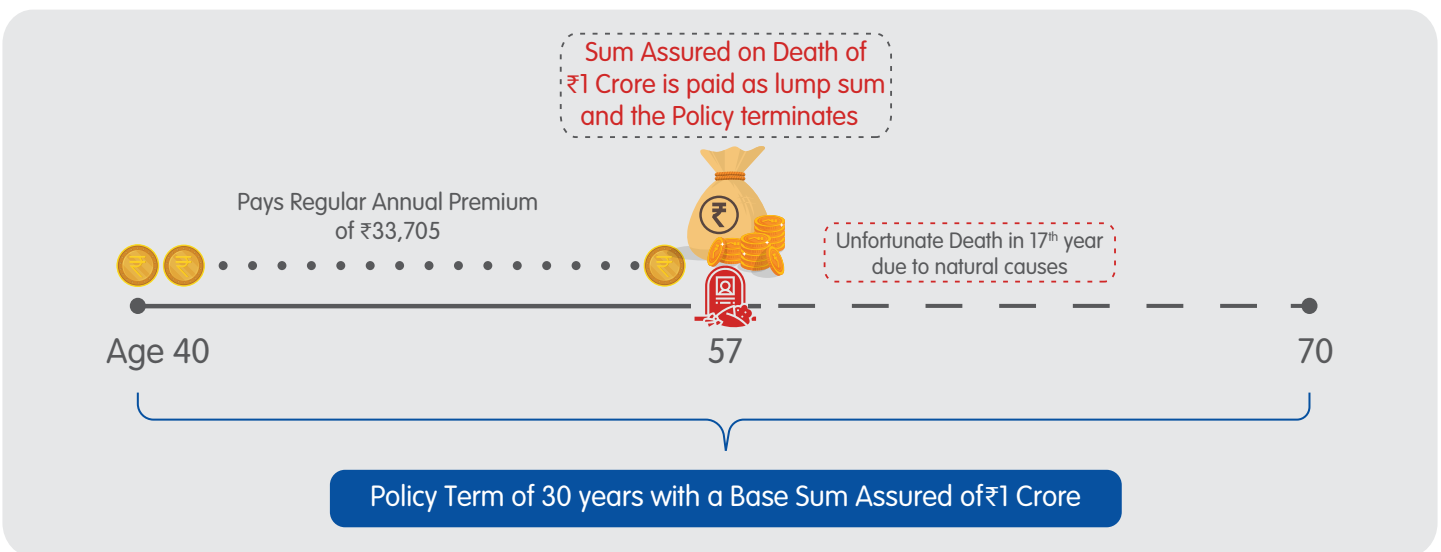 Sum Assured on Death of
₹1 Crore is paid as lump sum
and the Policy terminates
Pays Regular Annual Premium
of ₹33,705
₹
₹
₹
₹
Unfortunate Death in 17th year
due to natural causes
Age 40
57
70
Policy Term of 30 years with a Base Sum Assured of₹1 Crore